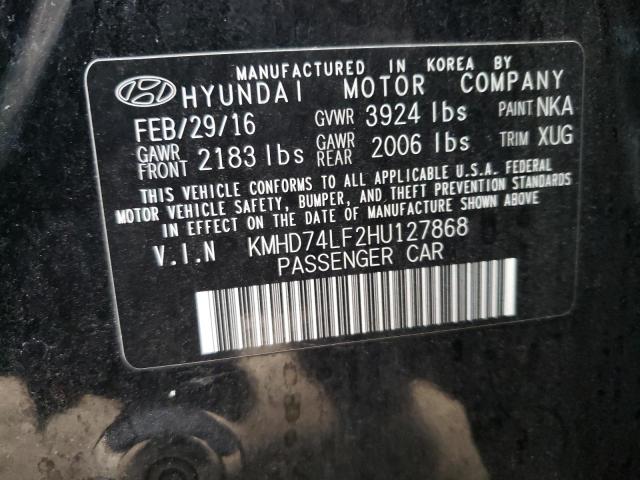 MANUFACTURED IN KOREA BY
HYUNDAI MOTOR COMPANY
FEB/29/16 GVWR 3924 lbs PAINT NKA
GAWR FRONT 2183 lbs GAWR REAR 2006 lbs TRIM XUG
THIS VEHICLE CONFORMS TO ALL APPLICABLE U.S.A. FEDERAL
MOTOR VEHICLE SAFETY, BUMPER, AND THEFT PREVENTION STANDARDS
IN EFFECT ON THE DATE OF MANUFACTURE SHOWN ABOVE
V.I.N KMHD74LF2HU127868
PASSENGER CAR